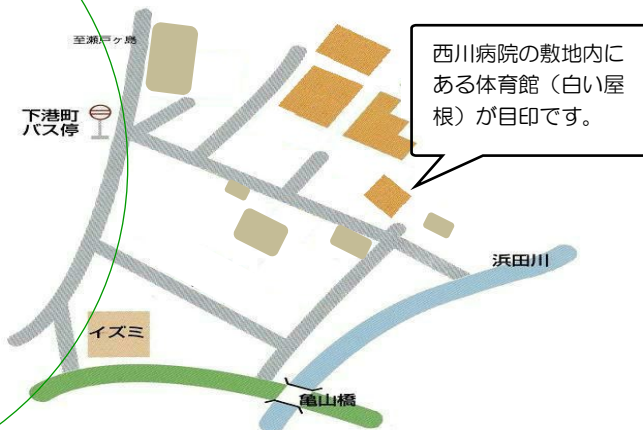 至瀬戸ヶ島
西川病院の敷地内に
ある体育館（白い屋
根）が目印です。
下港町
バス停
浜田川
イズミ
亀山橋